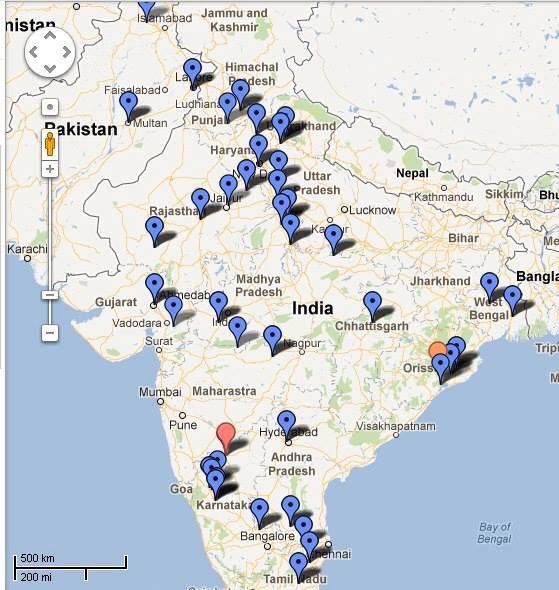 nistan
Islamabad
Jammu and
Kashmir
Lahore
Himachal
Pradesh
Faisalabad
Ludhiana
Multan
Punjab
Pakistan
Uttarakhand
Haryana
Nepal
Uttar
Pradesh
Sikkim
Bhu
Jaipur
Kathmandu
Rajasthan
Lucknow
Kanpur
Karachi
Bihar
Me
Jharkhand
Bangla
Madhya
Pradesh
Gujarat
Ahmedab
West
Bengal
India
Vadodara
Ind
Chhattisgarh
Surat
Nagpur
Tripu
Orissa
Mumbai
Maharastra
M
Pune
Visakhapatnam
Hyderabad
Andhra
Pradesh
Goa
Karnataka
Bay of
Bengal
Bangalore
Chennai
500 km
200 mi
Tamil Nadu